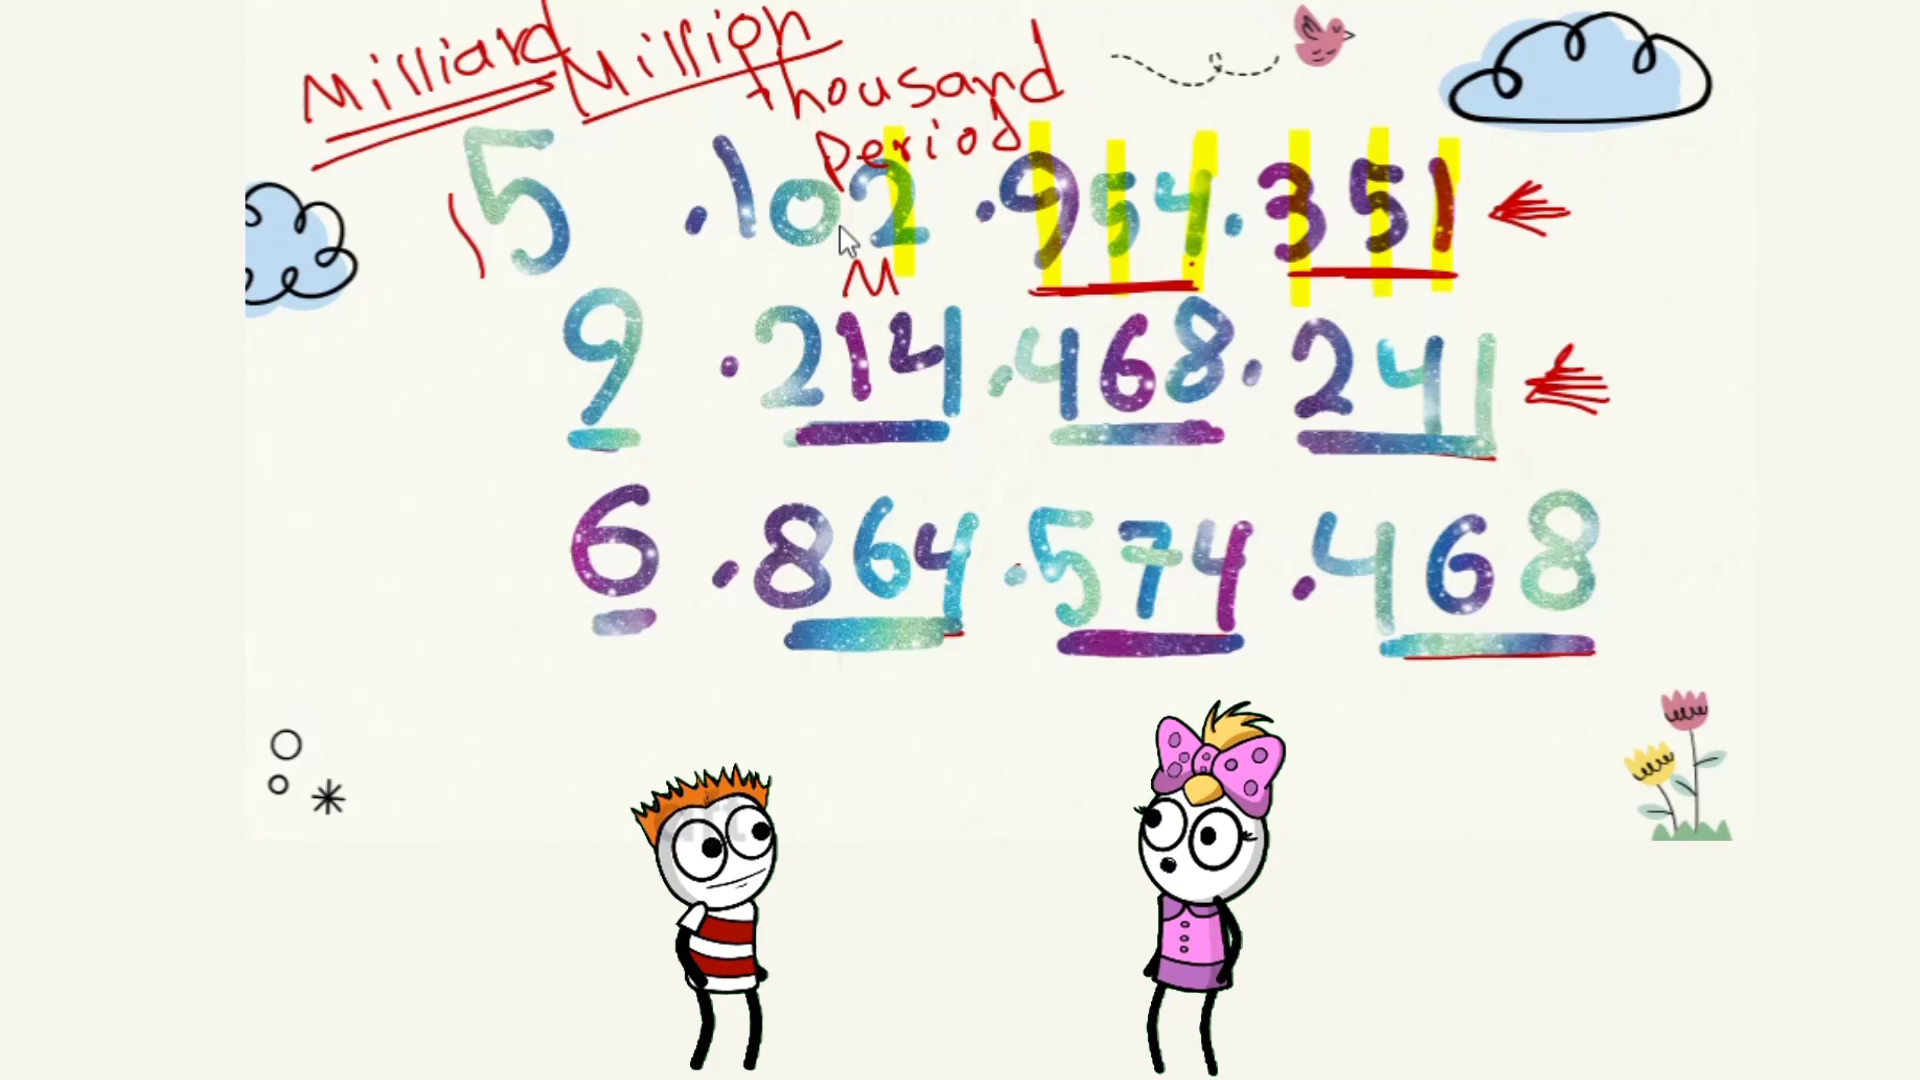 Milliard Million
thousand
period
5.102.954.351
M
9.214.468.241
6.864.574.468